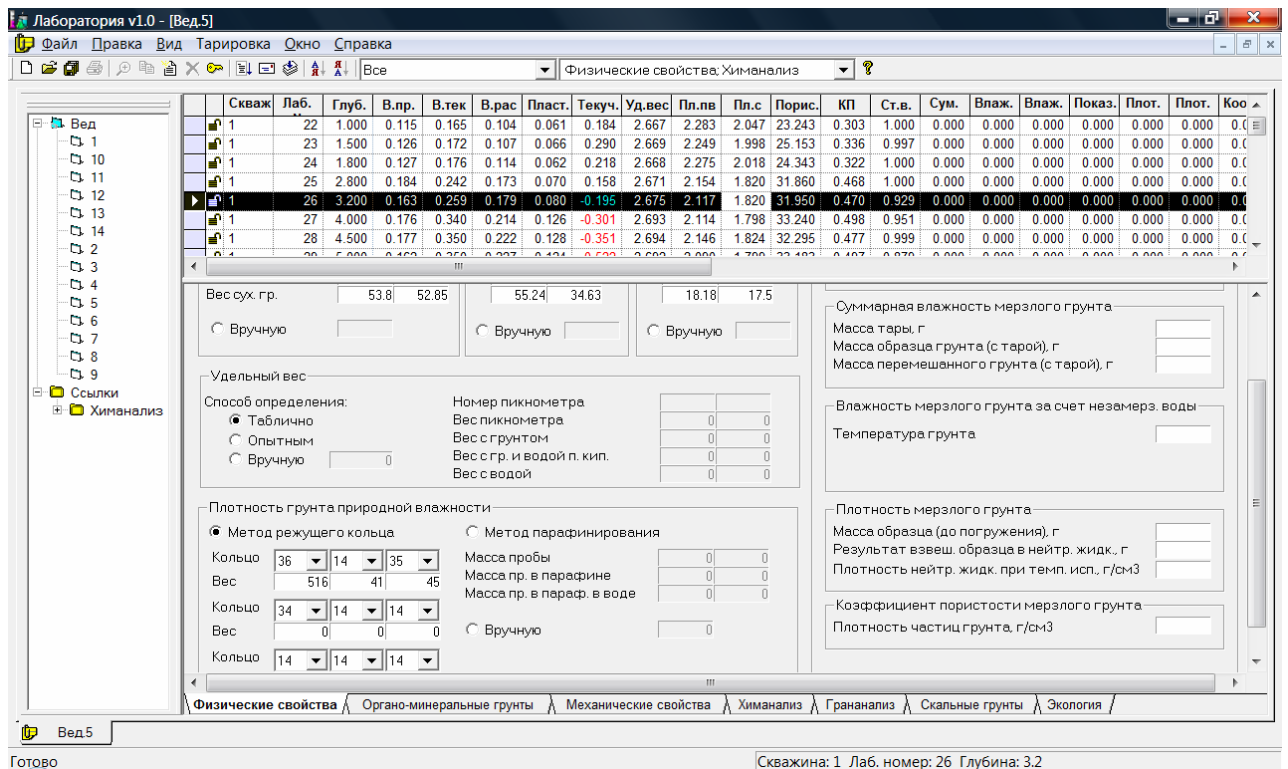 Лаборатория v1.0 - [Вед.5]
Файл Правка Вид Тарировка Окно Справка
Все Физические свойства; Химанализ
Скваж Лаб. Глуб. В.пр. В.тек В.рас Пласт. Текуч. Уд.вес Пл.пв Пл.с Порис. КП Ст.в. Сум. Влаж. Влаж. Показ. Плот. Плот. Коо
1 22 1.000 0.115 0.165 0.104 0.061 0.184 2.667 2.283 2.047 23.243 0.303 1.000 0.000 0.000 0.000 0.000 0.000 0.000
1 23 1.500 0.126 0.172 0.107 0.066 0.290 2.669 2.249 1.998 25.153 0.336 0.997 0.000 0.000 0.000 0.000 0.000 0.000
1 24 1.800 0.127 0.176 0.114 0.062 0.218 2.668 2.275 2.018 24.343 0.322 1.000 0.000 0.000 0.000 0.000 0.000 0.000
1 25 2.800 0.184 0.242 0.173 0.070 0.158 2.671 2.154 1.820 31.860 0.468 1.000 0.000 0.000 0.000 0.000 0.000 0.000
1 26 3.200 0.163 0.259 0.179 0.080 -0.195 2.675 2.117 1.820 31.950 0.470 0.929 0.000 0.000 0.000 0.000 0.000 0.000
1 27 4.000 0.176 0.340 0.214 0.126 -0.301 2.693 2.114 1.798 33.240 0.498 0.951 0.000 0.000 0.000 0.000 0.000 0.000
1 28 4.500 0.177 0.350 0.222 0.128 -0.351 2.694 2.146 1.824 32.295 0.477 0.999 0.000 0.000 0.000 0.000 0.000 0.000
Вед
1
10
11
12
13
14
2
3
4
5
6
7
8
9
Ссылки
Химанализ
Вес сух. гр. 53.8 52.85 55.24 34.63 18.18 17.5
Вручную Вручную Вручную
Удельный вес
Способ определения:
Таблично
Опытным
Вручную 0
Номер пикнометра
Вес пикнометра 0 0
Вес с грунтом 0 0
Вес с гр. и водой п. кип. 0 0
Вес с водой 0 0
Плотность грунта природной влажности
Метод режущего кольца
Кольцо 36 14 35
Вес 516 41 45
Кольцо 34 14 14
Вес 0 0 0
Кольцо 14 14 14
Метод парафинирования
Масса пробы 0 0
Масса пр. в парафине 0 0
Масса пр. в параф. в воде 0 0
Вручную 0
Суммарная влажность мерзлого грунта
Масса тары, г
Масса образца грунта (с тарой), г
Масса перемешанного грунта (с тарой), г
Влажность мерзлого грунта за счет незамерз. воды
Температура грунта
Плотность мерзлого грунта
Масса образца (до погружения), г
Результат взвеш. образца в нейтр. жидк., г
Плотность нейтр. жидк. при темп. исп., г/см3
Коэффициент пористости мерзлого грунта
Плотность частиц грунта, г/см3
Физические свойства Органо-минеральные грунты Механические свойства Химанализ Грананализ Скальные грунты Экология
Вед.5
Готово Скважина: 1 Лаб. номер: 26 Глубина: 3.2